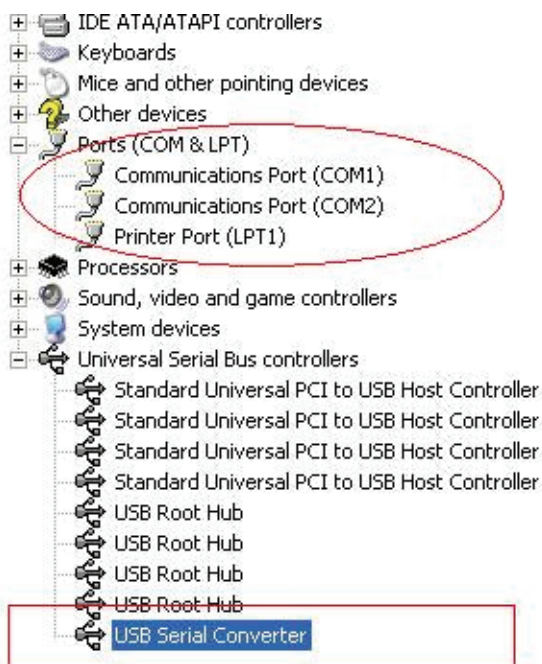 IDE ATA/ATAPI controllers
Keyboards
Mice and other pointing devices
Other devices
Ports (COM & LPT)
Communications Port (COM1)
Communications Port (COM2)
Printer Port (LPT1)
Processors
Sound, video and game controllers
System devices
Universal Serial Bus controllers
Standard Universal PCI to USB Host Controller
Standard Universal PCI to USB Host Controller
Standard Universal PCI to USB Host Controller
Standard Universal PCI to USB Host Controller
USB Root Hub
USB Root Hub
USB Root Hub
USB Root Hub
USB Serial Converter